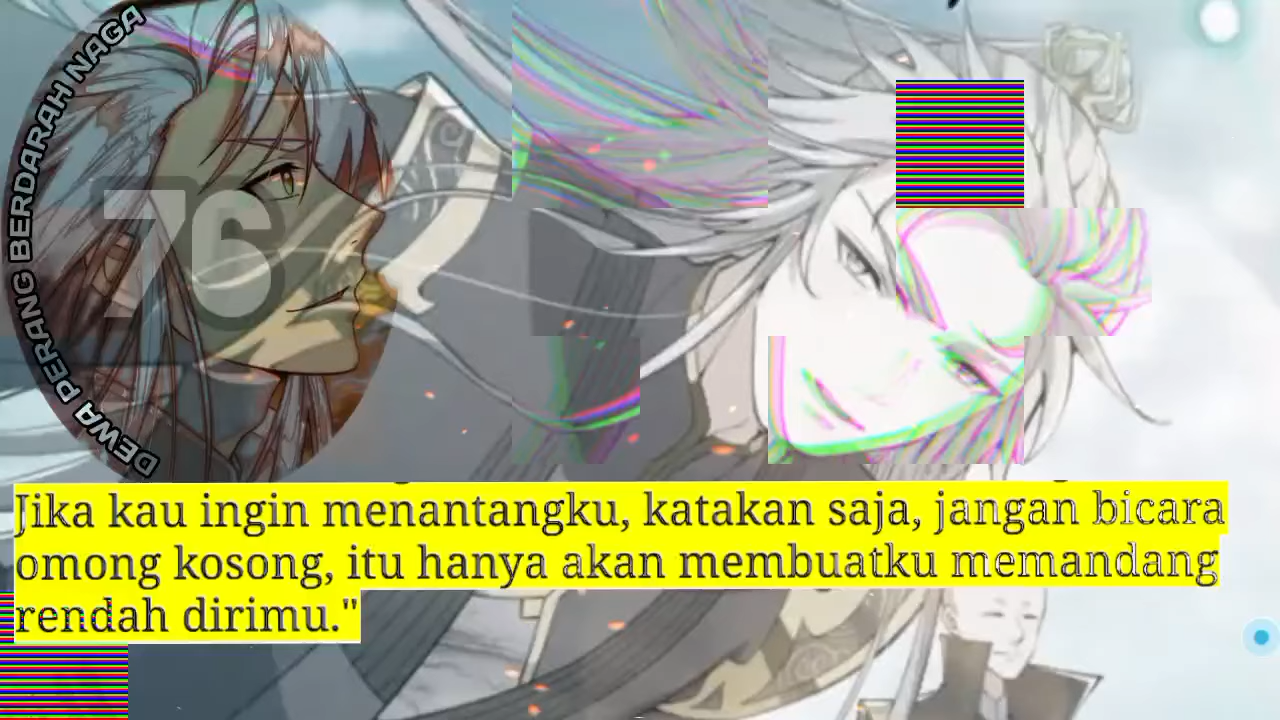 DEWA PERANG BERDARAH NAGA
76
Jika kau ingin menantangku, katakan saja, jangan bicara
omong kosong, itu hanya akan membuatku memandang
rendah dirimu."